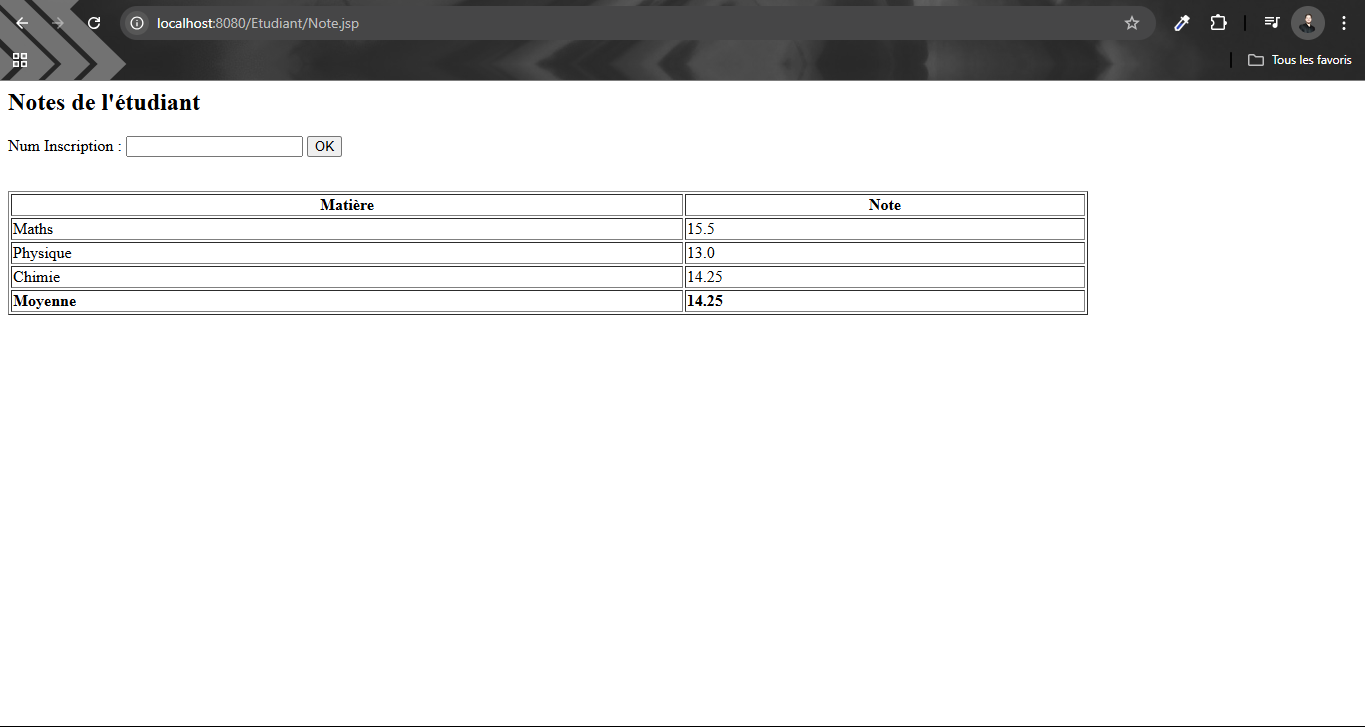 localhost:8080/Etudiant/Note.jsp
Tous les favoris
Notes de l'étudiant
Num Inscription : OK
Matière Note
Maths 15.5
Physique 13.0
Chimie 14.25
Moyenne 14.25